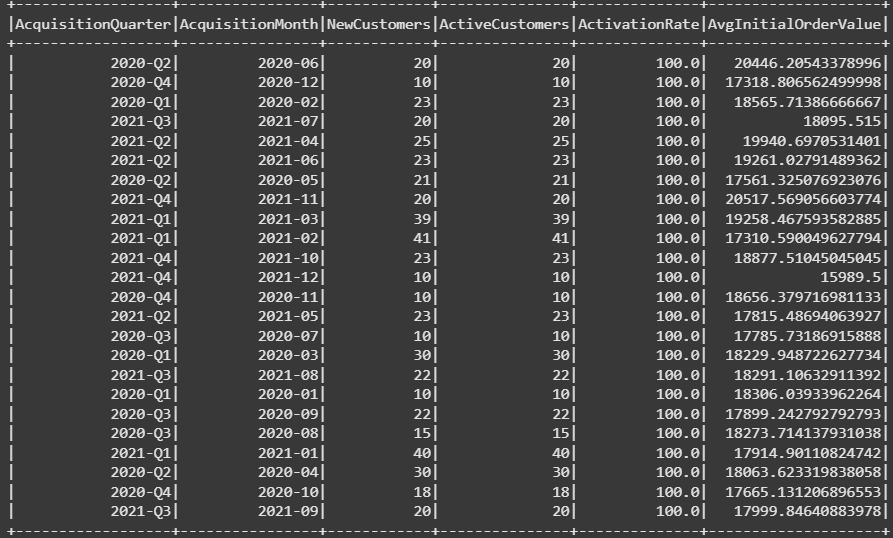 +------------------+----------------+------------+---------------+--------------+--------------------+
|AcquisitionQuarter|AcquisitionMonth|NewCustomers|ActiveCustomers|ActivationRate|AvgInitialOrderValue|
+------------------+----------------+------------+---------------+--------------+--------------------+
|           2020-Q2|         2020-06|          20|             20|         100.0|   20446.20543378996|
|           2020-Q4|         2020-12|          10|             10|         100.0|  17318.806562499998|
|           2020-Q1|         2020-02|          23|             23|         100.0|   18565.71386666667|
|           2021-Q3|         2021-07|          20|             20|         100.0|           18095.515|
|           2021-Q2|         2021-04|          25|             25|         100.0|    19940.6970531401|
|           2021-Q2|         2021-06|          23|             23|         100.0|   19261.02791489362|
|           2020-Q2|         2020-05|          21|             21|         100.0|  17561.325076923076|
|           2021-Q4|         2021-11|          20|             20|         100.0|  20517.569056603774|
|           2021-Q1|         2021-03|          39|             39|         100.0|  19258.467593582885|
|           2021-Q1|         2021-02|          41|             41|         100.0|  17310.590049627794|
|           2021-Q4|         2021-10|          23|             23|         100.0|   18877.51045045045|
|           2021-Q4|         2021-12|          10|             10|         100.0|             15989.5|
|           2020-Q4|         2020-11|          10|             10|         100.0|  18656.379716981133|
|           2021-Q2|         2021-05|          23|             23|         100.0|   17815.48694063927|
|           2020-Q3|         2020-07|          10|             10|         100.0|   17785.73186915888|
|           2020-Q1|         2020-03|          30|             30|         100.0|  18229.948722627734|
|           2021-Q3|         2021-08|          22|             22|         100.0|   18291.10632911392|
|           2020-Q1|         2020-01|          10|             10|         100.0|   18306.03933962264|
|           2020-Q3|         2020-09|          22|             22|         100.0|  17899.242792792793|
|           2020-Q3|         2020-08|          15|             15|         100.0|  18273.714137931038|
|           2021-Q1|         2021-01|          40|             40|         100.0|   17914.90110824742|
|           2020-Q2|         2020-04|          30|             30|         100.0|  18063.623319838058|
|           2020-Q4|         2020-10|          18|             18|         100.0|  17665.131206896553|
|           2021-Q3|         2021-09|          20|             20|         100.0|   17999.84640883978|
+------------------+----------------+------------+---------------+--------------+--------------------+